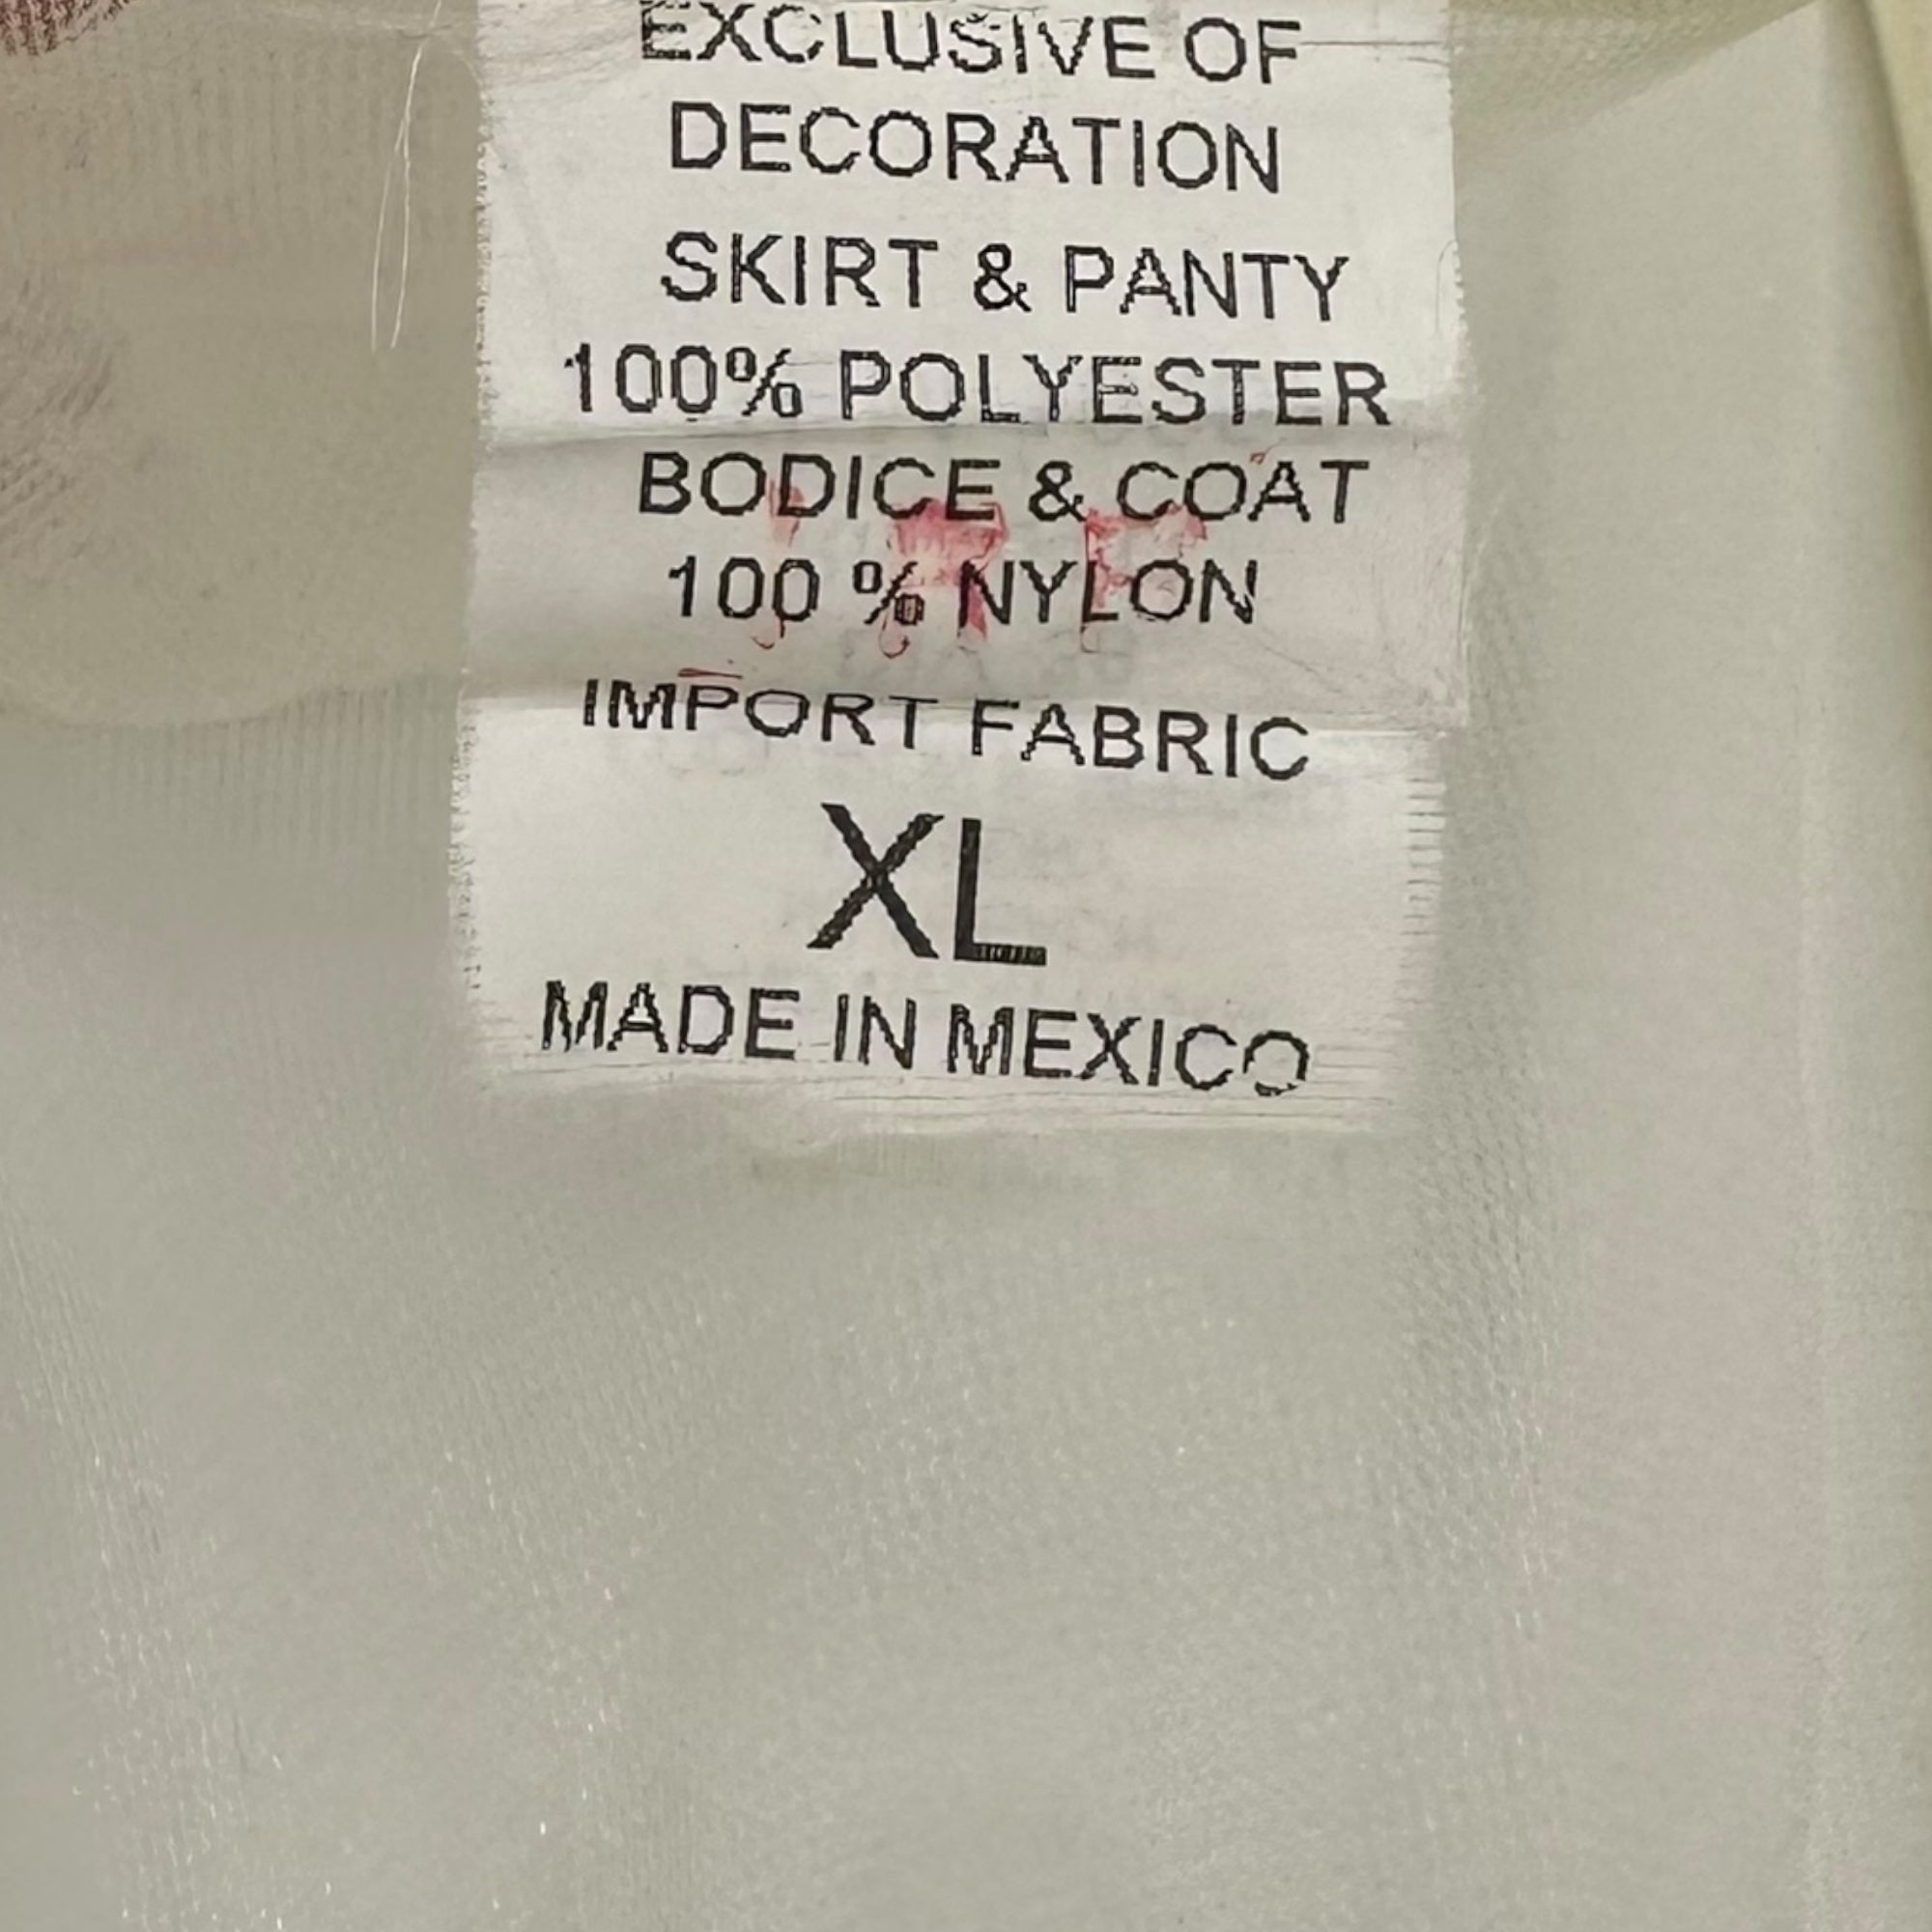 EXCLUSIVE OF
DECORATION
SKIRT & PANTY
100% POLYESTER
BODICE & COAT
100 % NYLON
IMPORT FABRIC
XL
MADE IN MEXICO